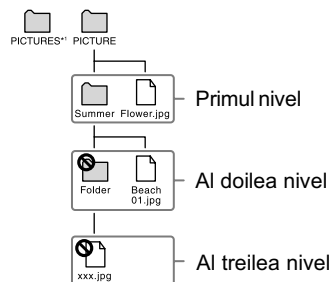 PICTURES*1 PICTURE
Summer Flower.jpg
Primul nivel
Folder Beach 01.jpg
Al doilea nivel
xxx.jpg
Al treilea nivel